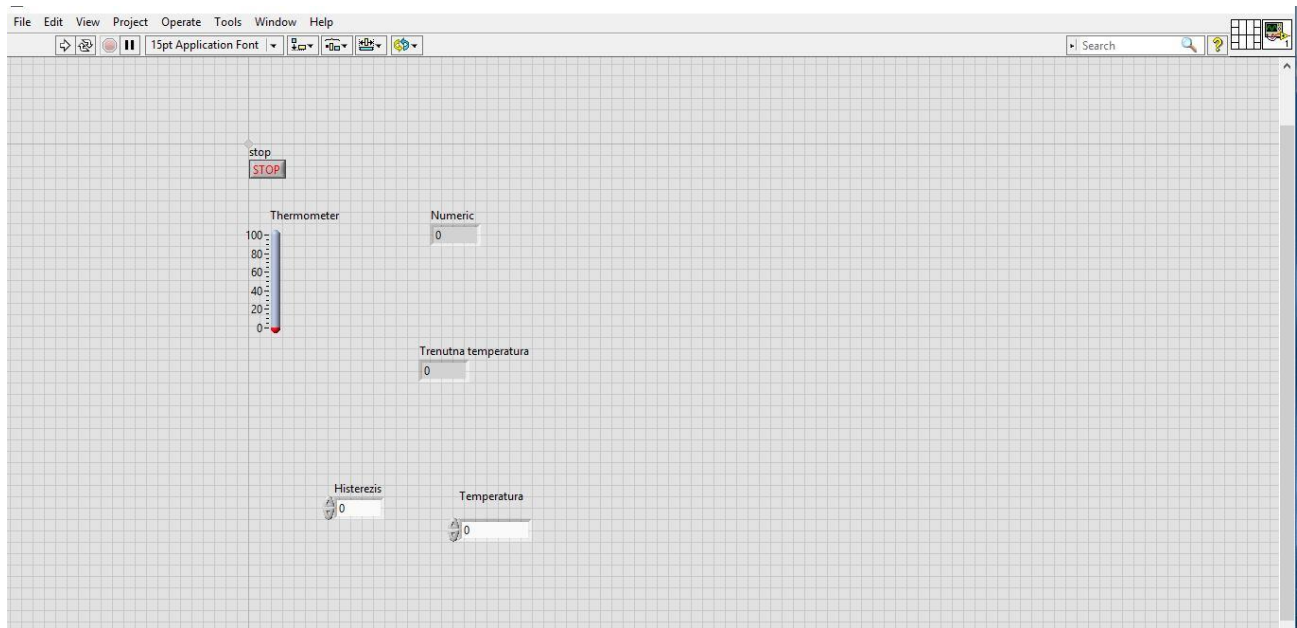 File Edit View Project Operate Tools Window Help
15pt Application Font
Search
?
1
stop
STOP
Thermometer
100
80
60
40
20
0
Numeric
0
Trenutna temperatura
0
Histerezis
0
Temperatura
0